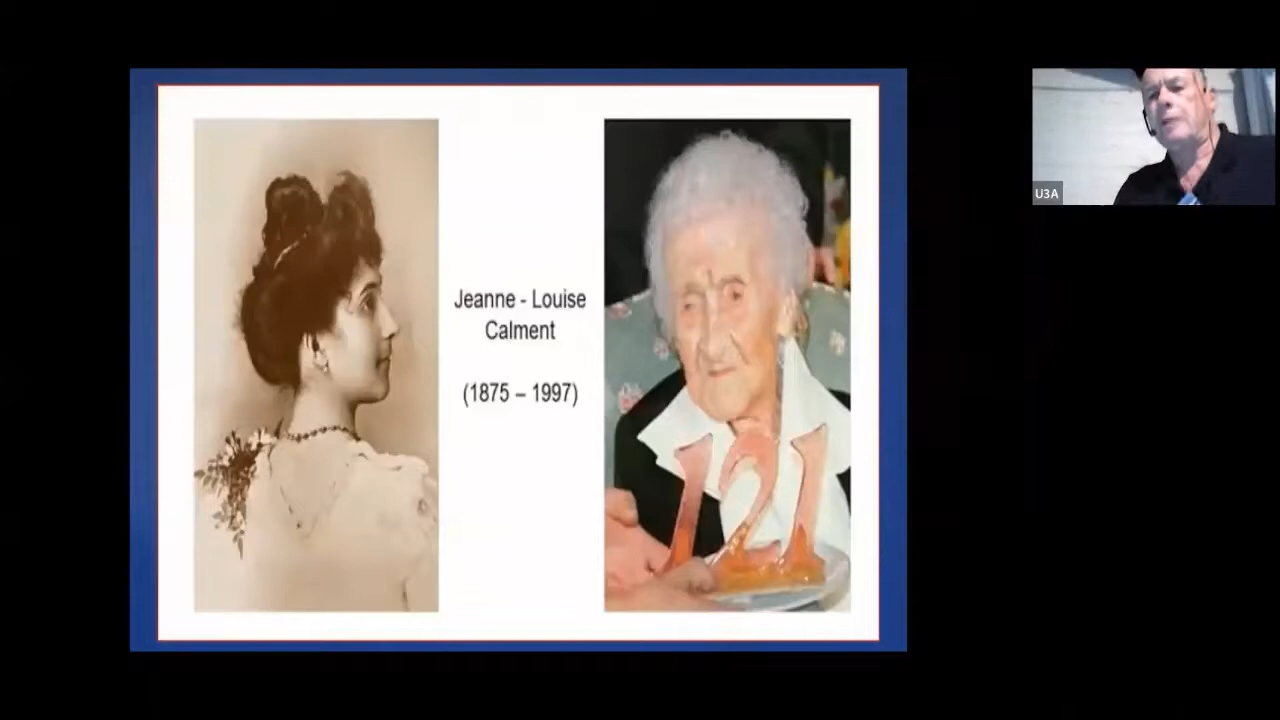 Jeanne - Louise
Calment
(1875 – 1997)
121
U3A